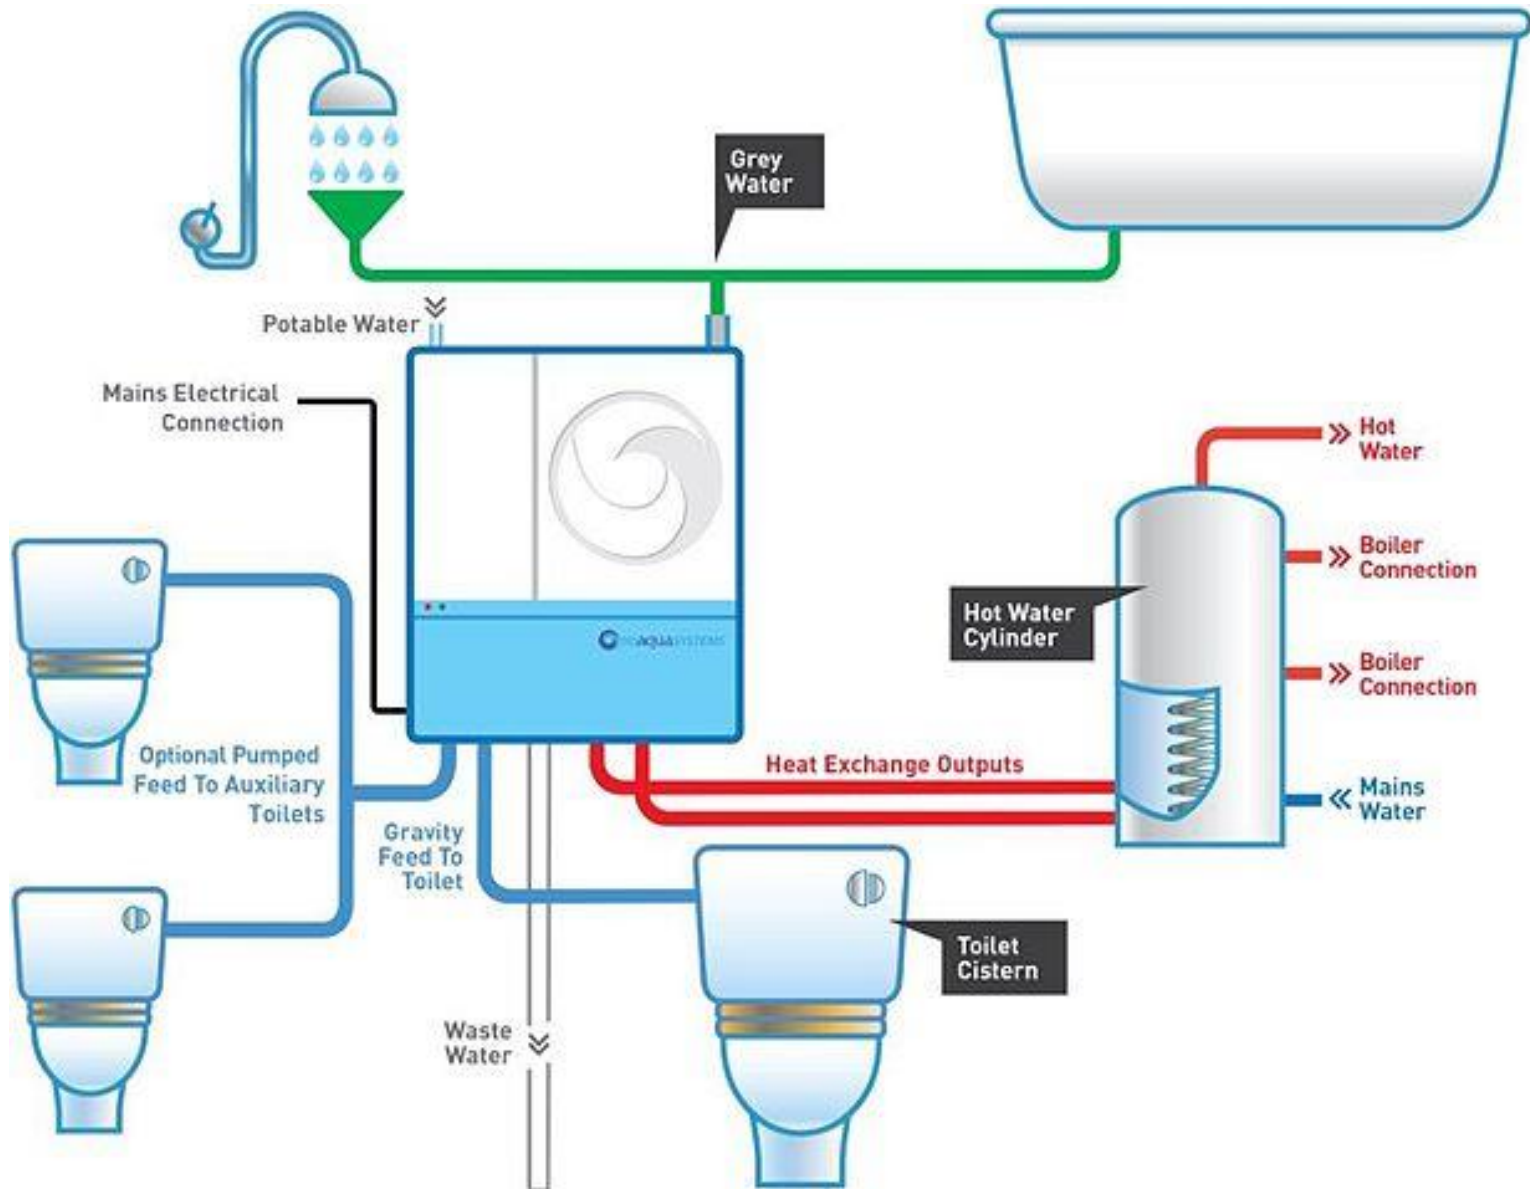 Grey
Water
Potable Water
Mains Electrical
Connection
Hot
Water
Boiler
Connection
Hot Water
Cylinder
aquaSYSTEMS
Boiler
Connection
Optional Pumped
Feed To Auxiliary
Toilets
Heat Exchange Outputs
Mains
Water
Gravity
Feed To
Toilet
Toilet
Cistern
Waste
Water